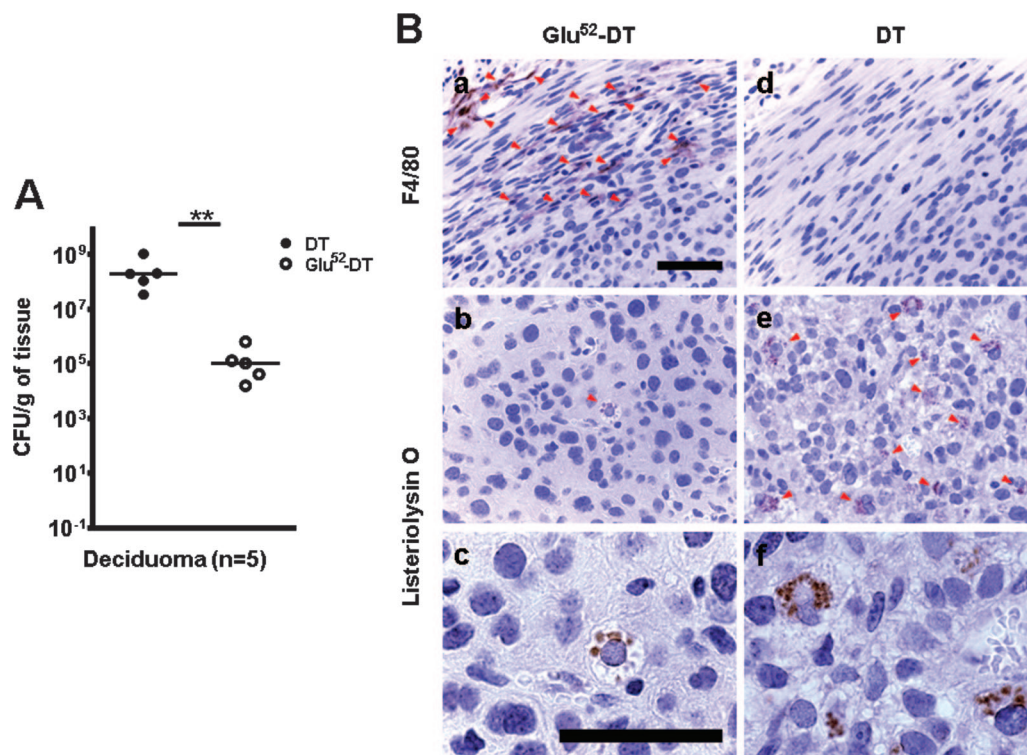 A
**
DT
Glu⁵²-DT
CFU/g of tissue
10⁹
10⁷
10⁵
10³
10¹
10⁻¹
Deciduoma (n=5)
B
Glu⁵²-DT
DT
F4/80
Listeriolysin O
a
d
b
e
c
f